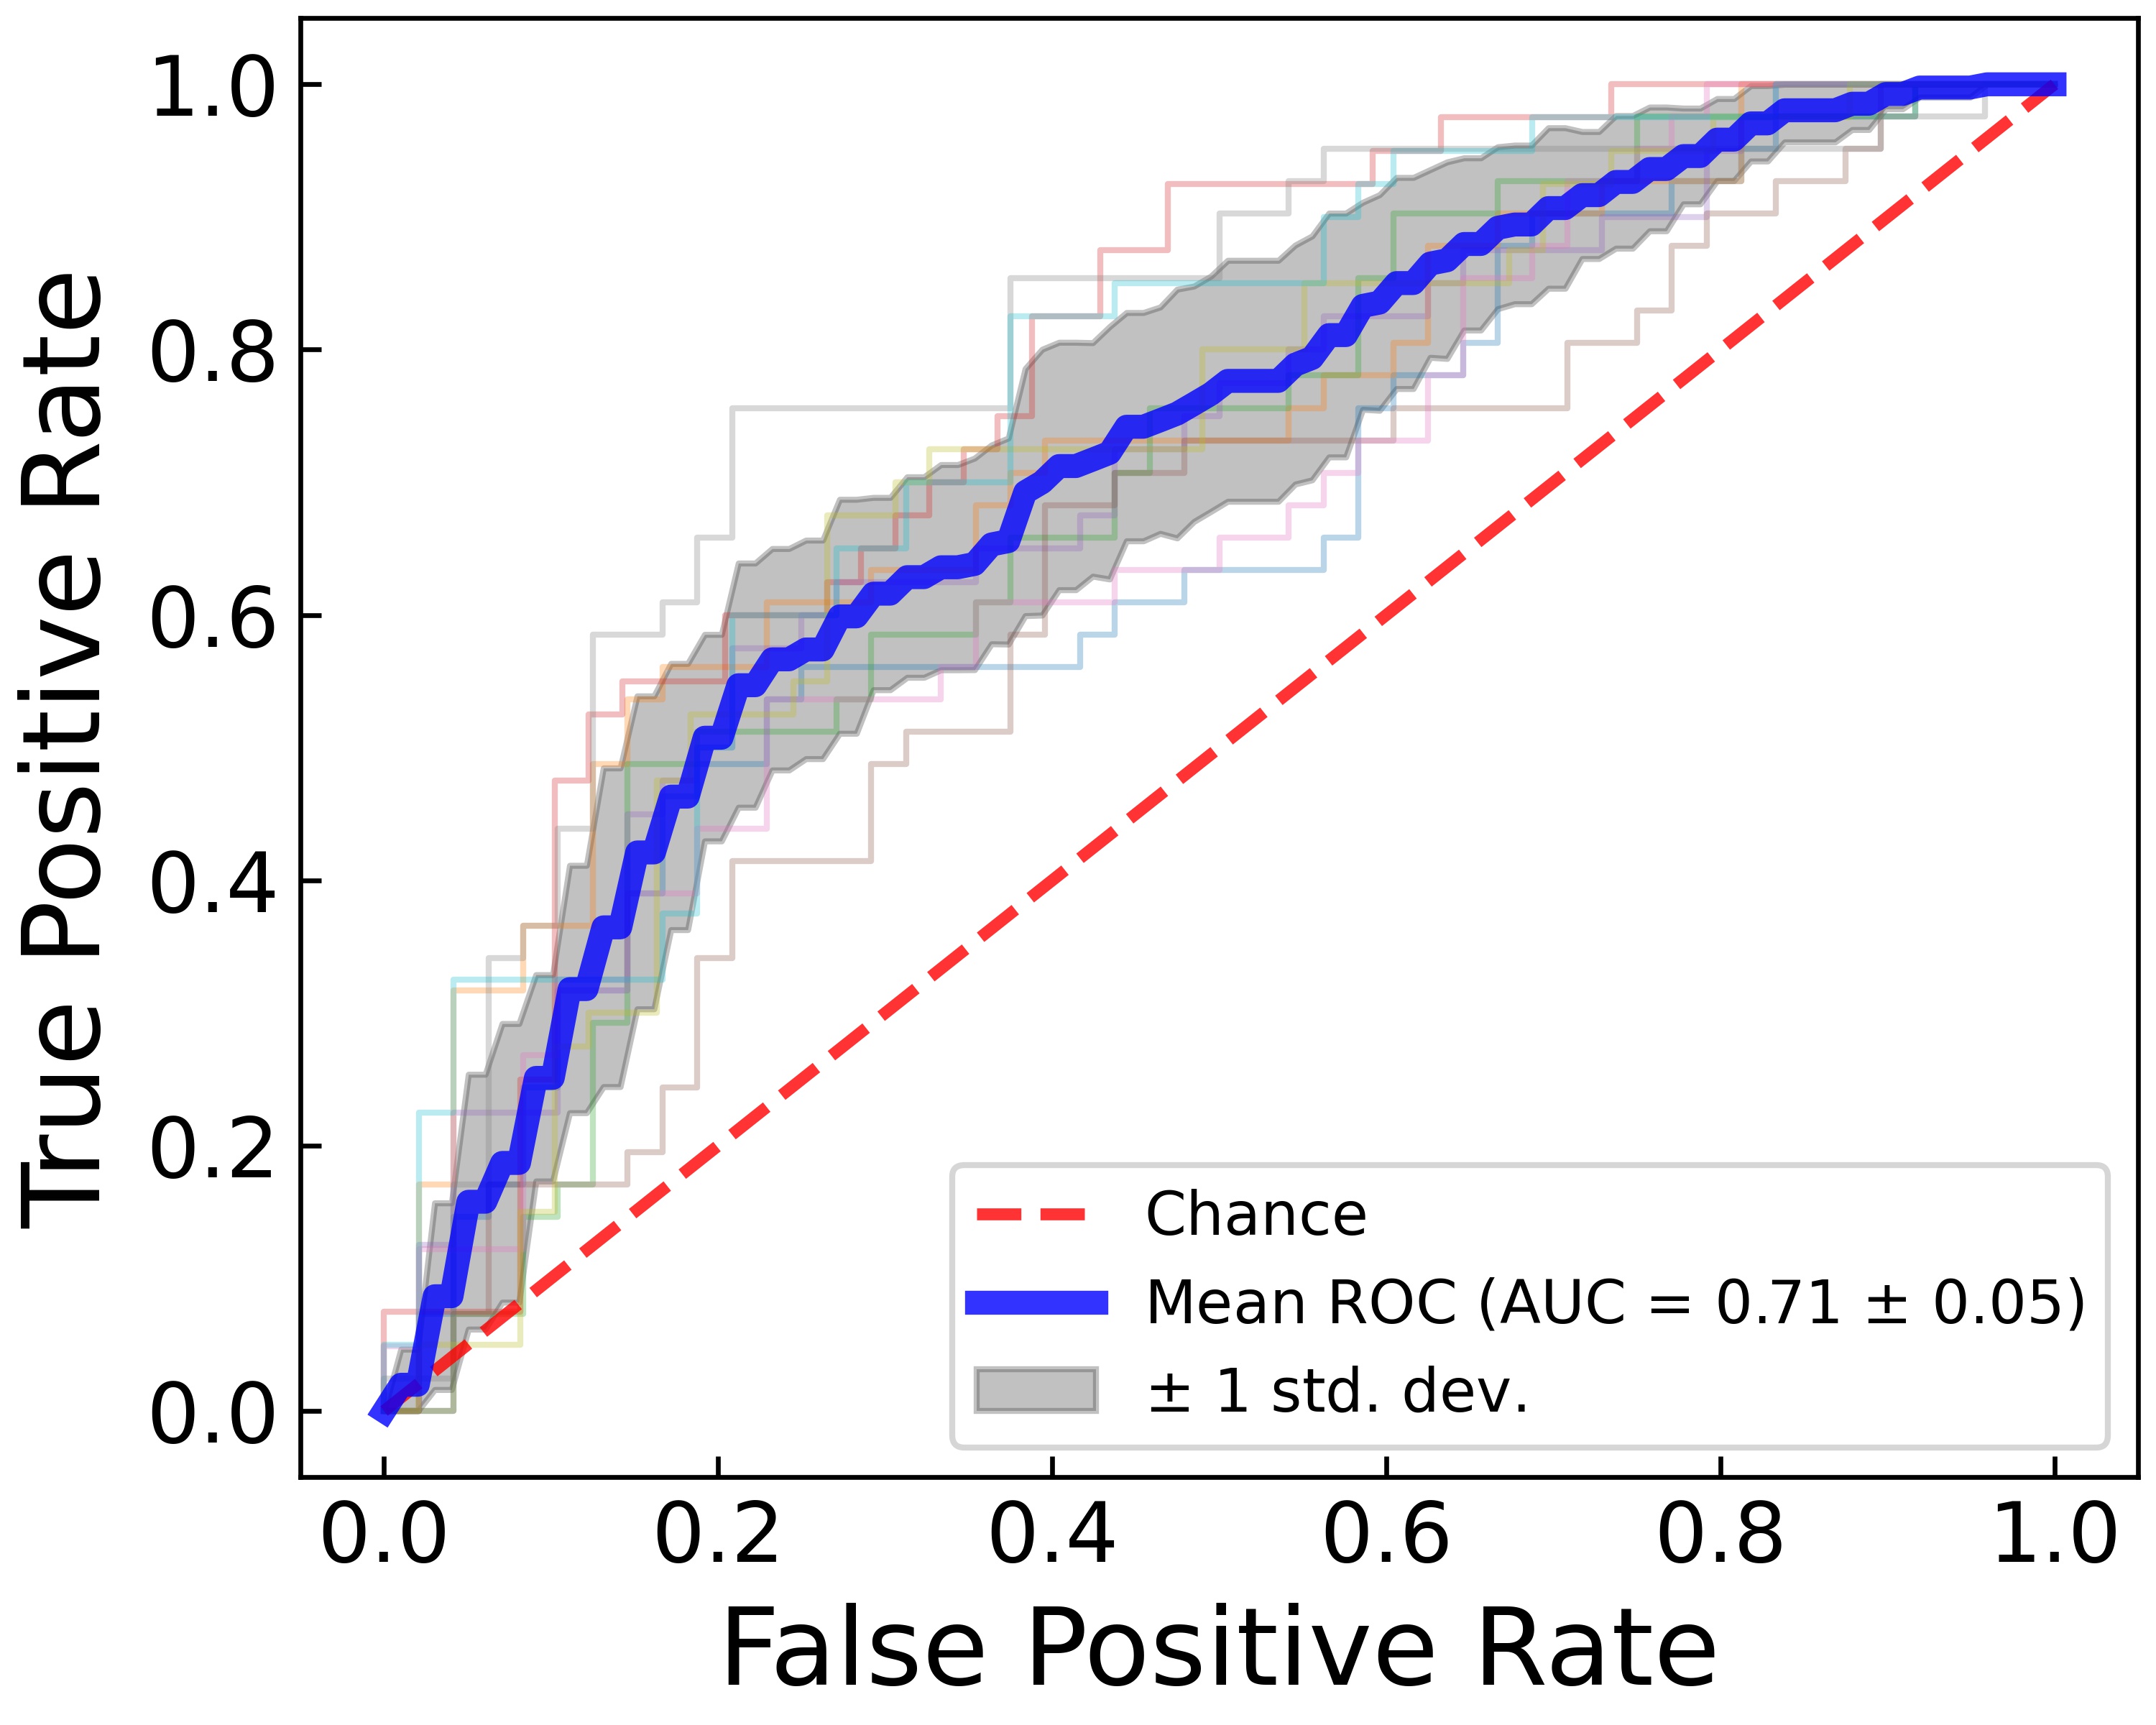 True Positive Rate
1.0
0.8
0.6
0.4
0.2
0.0
Chance
Mean ROC (AUC = 0.71 ± 0.05)
± 1 std. dev.
0.0 0.2 0.4 0.6 0.8 1.0
False Positive Rate